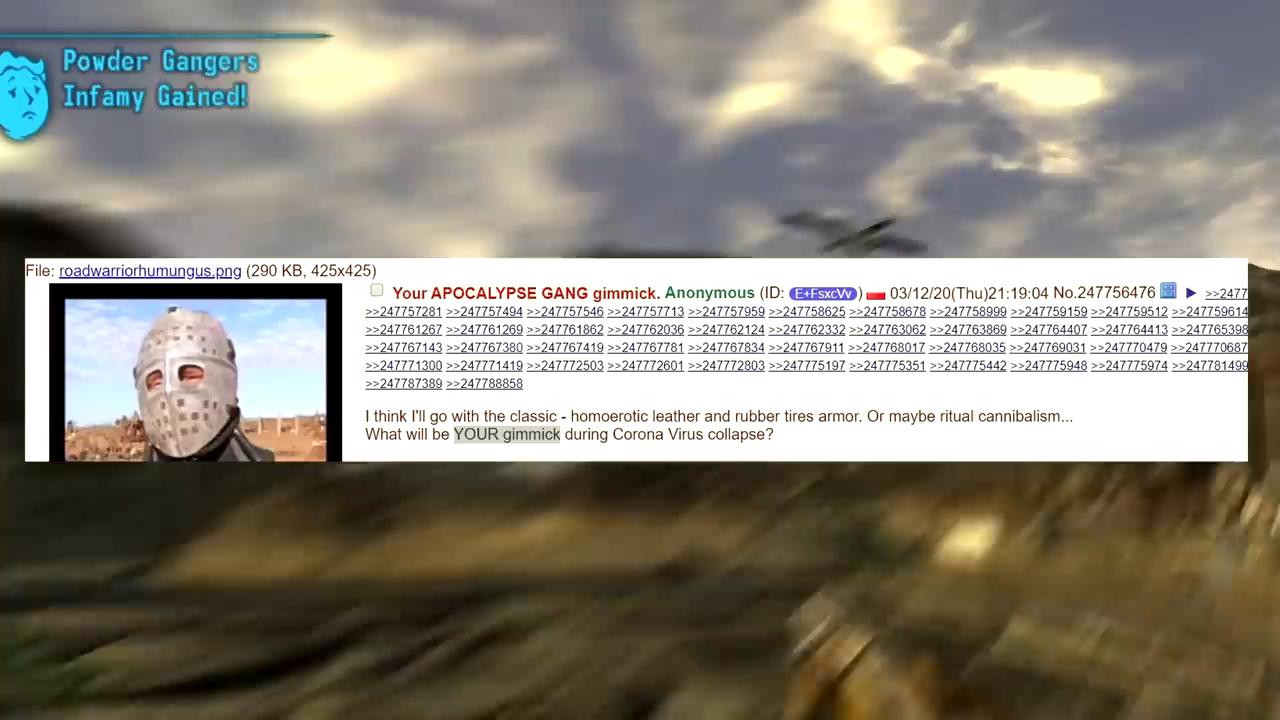 Powder Gangers
Infamy Gained!
File: roadwarriorhumungus.png (290 KB, 425x425)
Your APOCALYPSE GANG gimmick. Anonymous (ID: E+FsxcVv) 03/12/20(Thu)21:19:04 No.247756476 ▶ >>2477
>>247757281 >>247757494 >>247757546 >>247757713 >>247757959 >>247758625 >>247758678 >>247758999 >>247759159 >>247759512 >>247759614
>>247761267 >>247761269 >>247761862 >>247762036 >>247762124 >>247762332 >>247763062 >>247763869 >>247764407 >>247764413 >>247765398
>>247767143 >>247767380 >>247767419 >>247767781 >>247767834 >>247767911 >>247768017 >>247768035 >>247769031 >>247770479 >>247770687
>>247771300 >>247771419 >>247772503 >>247772601 >>247772803 >>247775197 >>247775351 >>247775442 >>247775948 >>247775974 >>247781499
>>247787389 >>247788858
I think I'll go with the classic - homoerotic leather and rubber tires armor. Or maybe ritual cannibalism...
What will be YOUR gimmick during Corona Virus collapse?